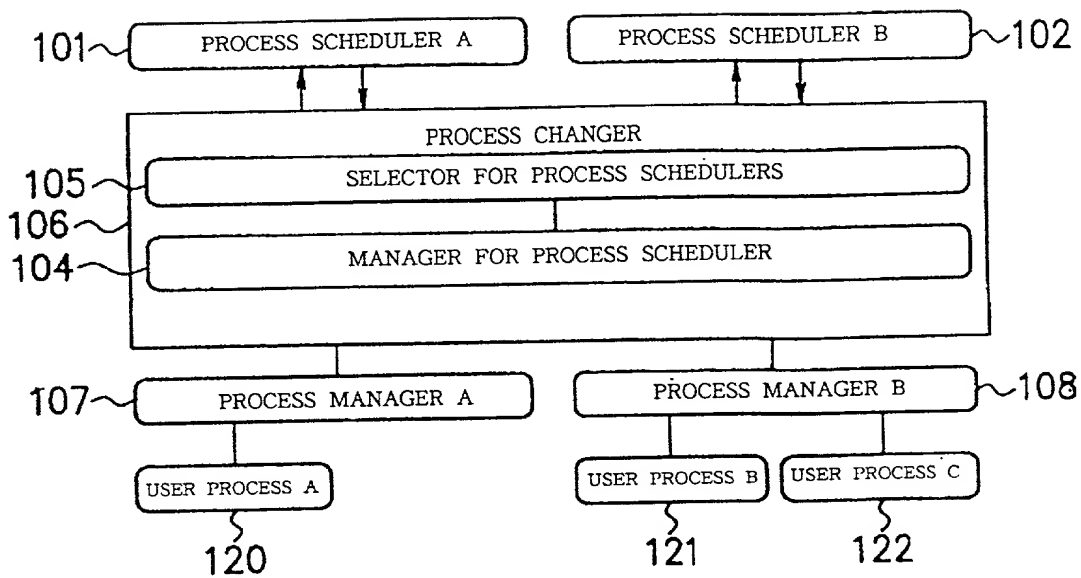 101 PROCESS SCHEDULER A PROCESS SCHEDULER B 102
PROCESS CHANGER
105 SELECTOR FOR PROCESS SCHEDULERS
106
104 MANAGER FOR PROCESS SCHEDULER
107 PROCESS MANAGER A PROCESS MANAGER B 108
USER PROCESS A USER PROCESS B USER PROCESS C
120 121 122